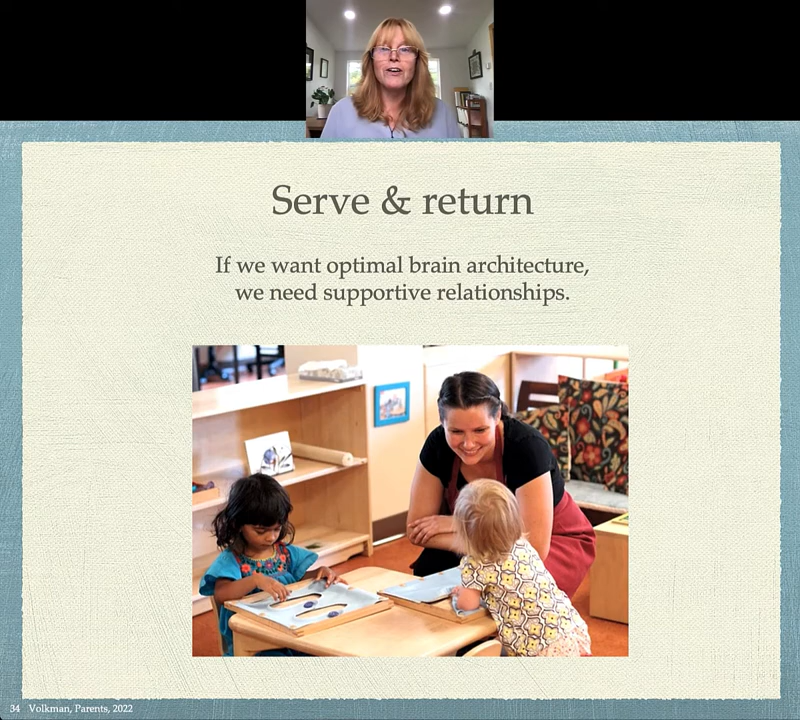 Serve & return
If we want optimal brain architecture,
we need supportive relationships.
34 Volkman, Parents, 2022